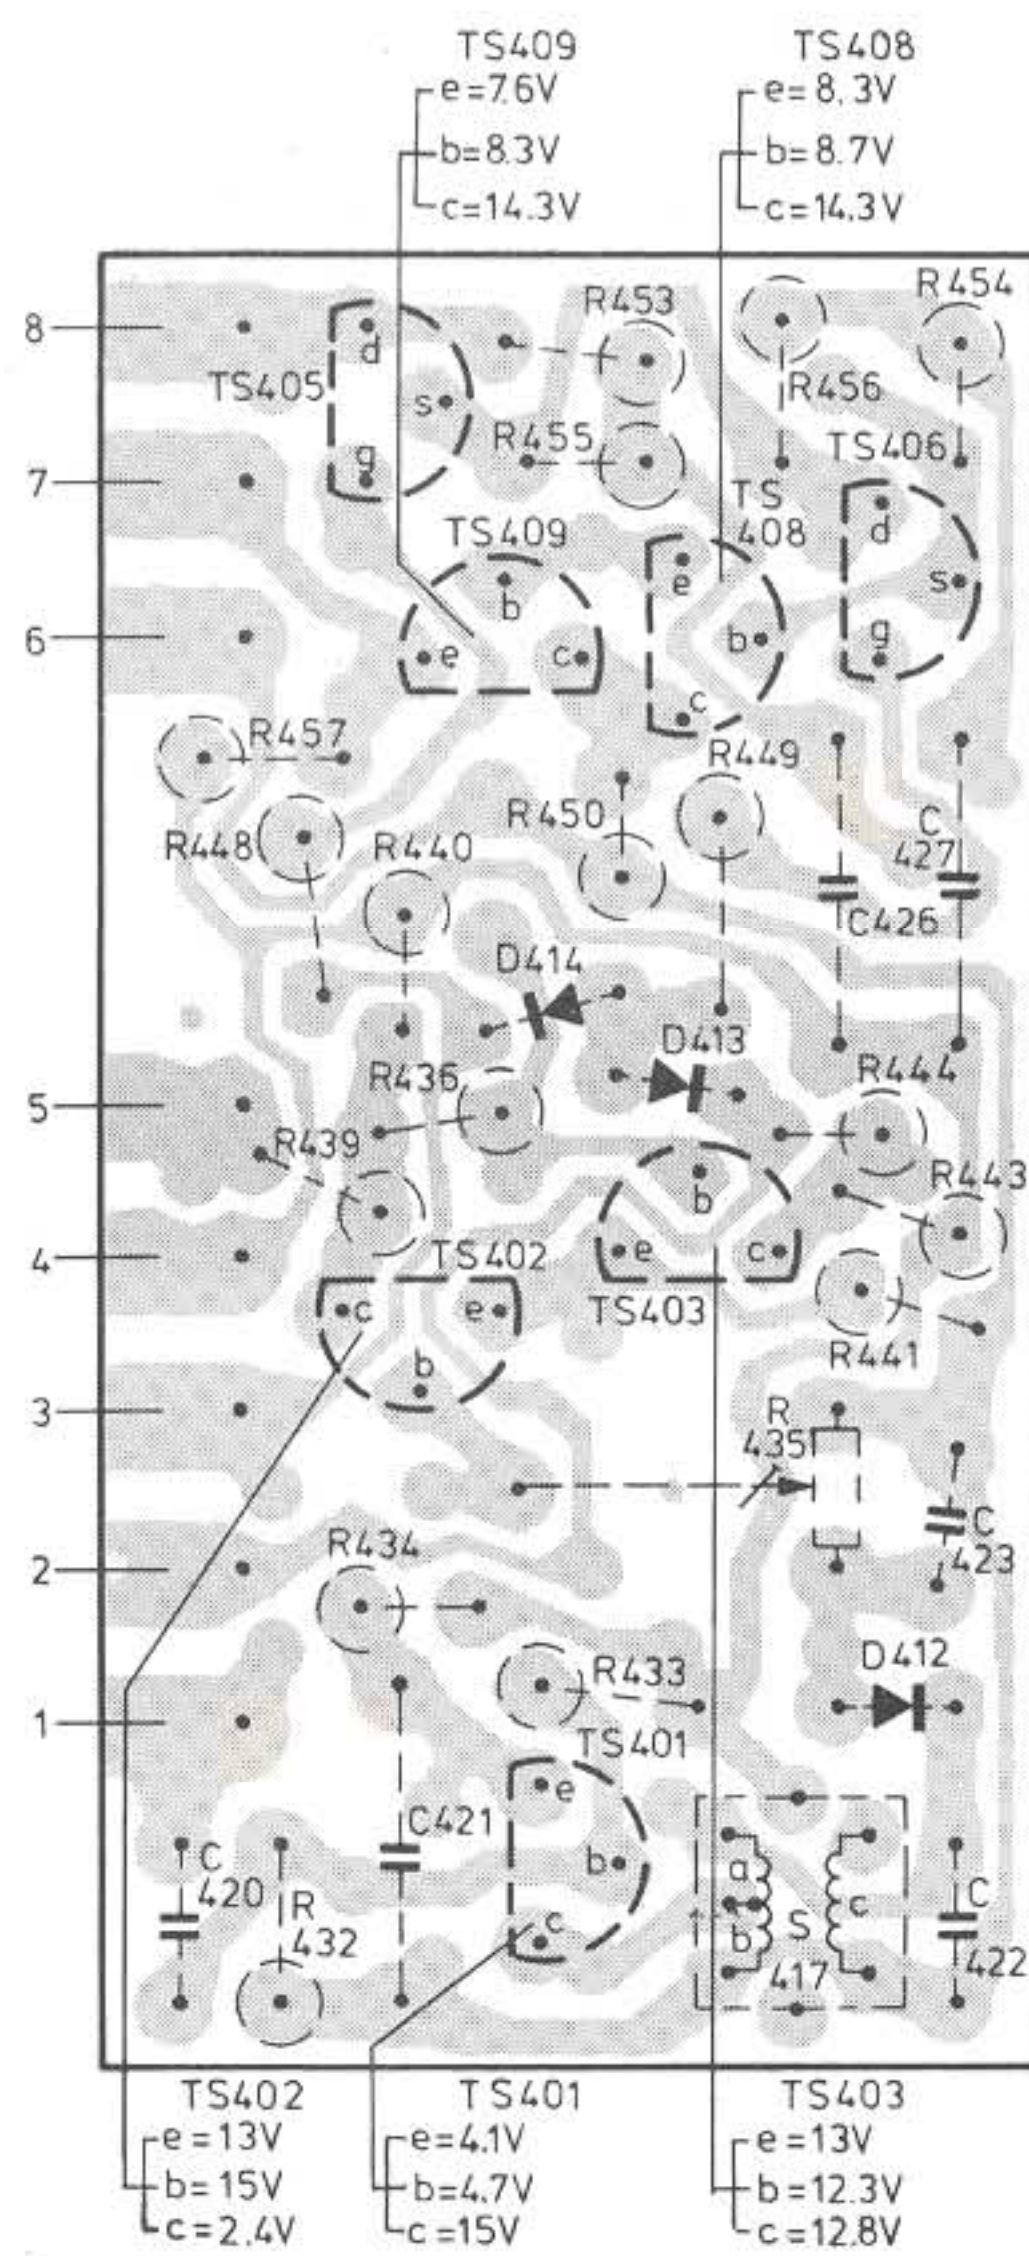 TS409
e=7.6V
b=8.3V
c=14.3V
TS408
e=8.3V
b=8.7V
c=14.3V
8
d
TS405
s
g
R453
R456
R454
R455
7
TS406
d
s
g
TS409
b
e
c
TS
408
e
b
c
6
R457
R449
R448
R440
R450
C
427
C426
D414
D413
R436
R444
5
R439
R443
b
e
c
TS403
4
TS402
c
e
b
R441
3
R
435
C
423
2
R434
R433
D412
1
TS401
e
b
c
C421
C
420
R
432
a
b
S
c
417
C
422
TS402
e=13V
b=15V
c=2.4V
TS401
e=4.1V
b=4.7V
c=15V
TS403
e=13V
b=12.3V
c=12.8V